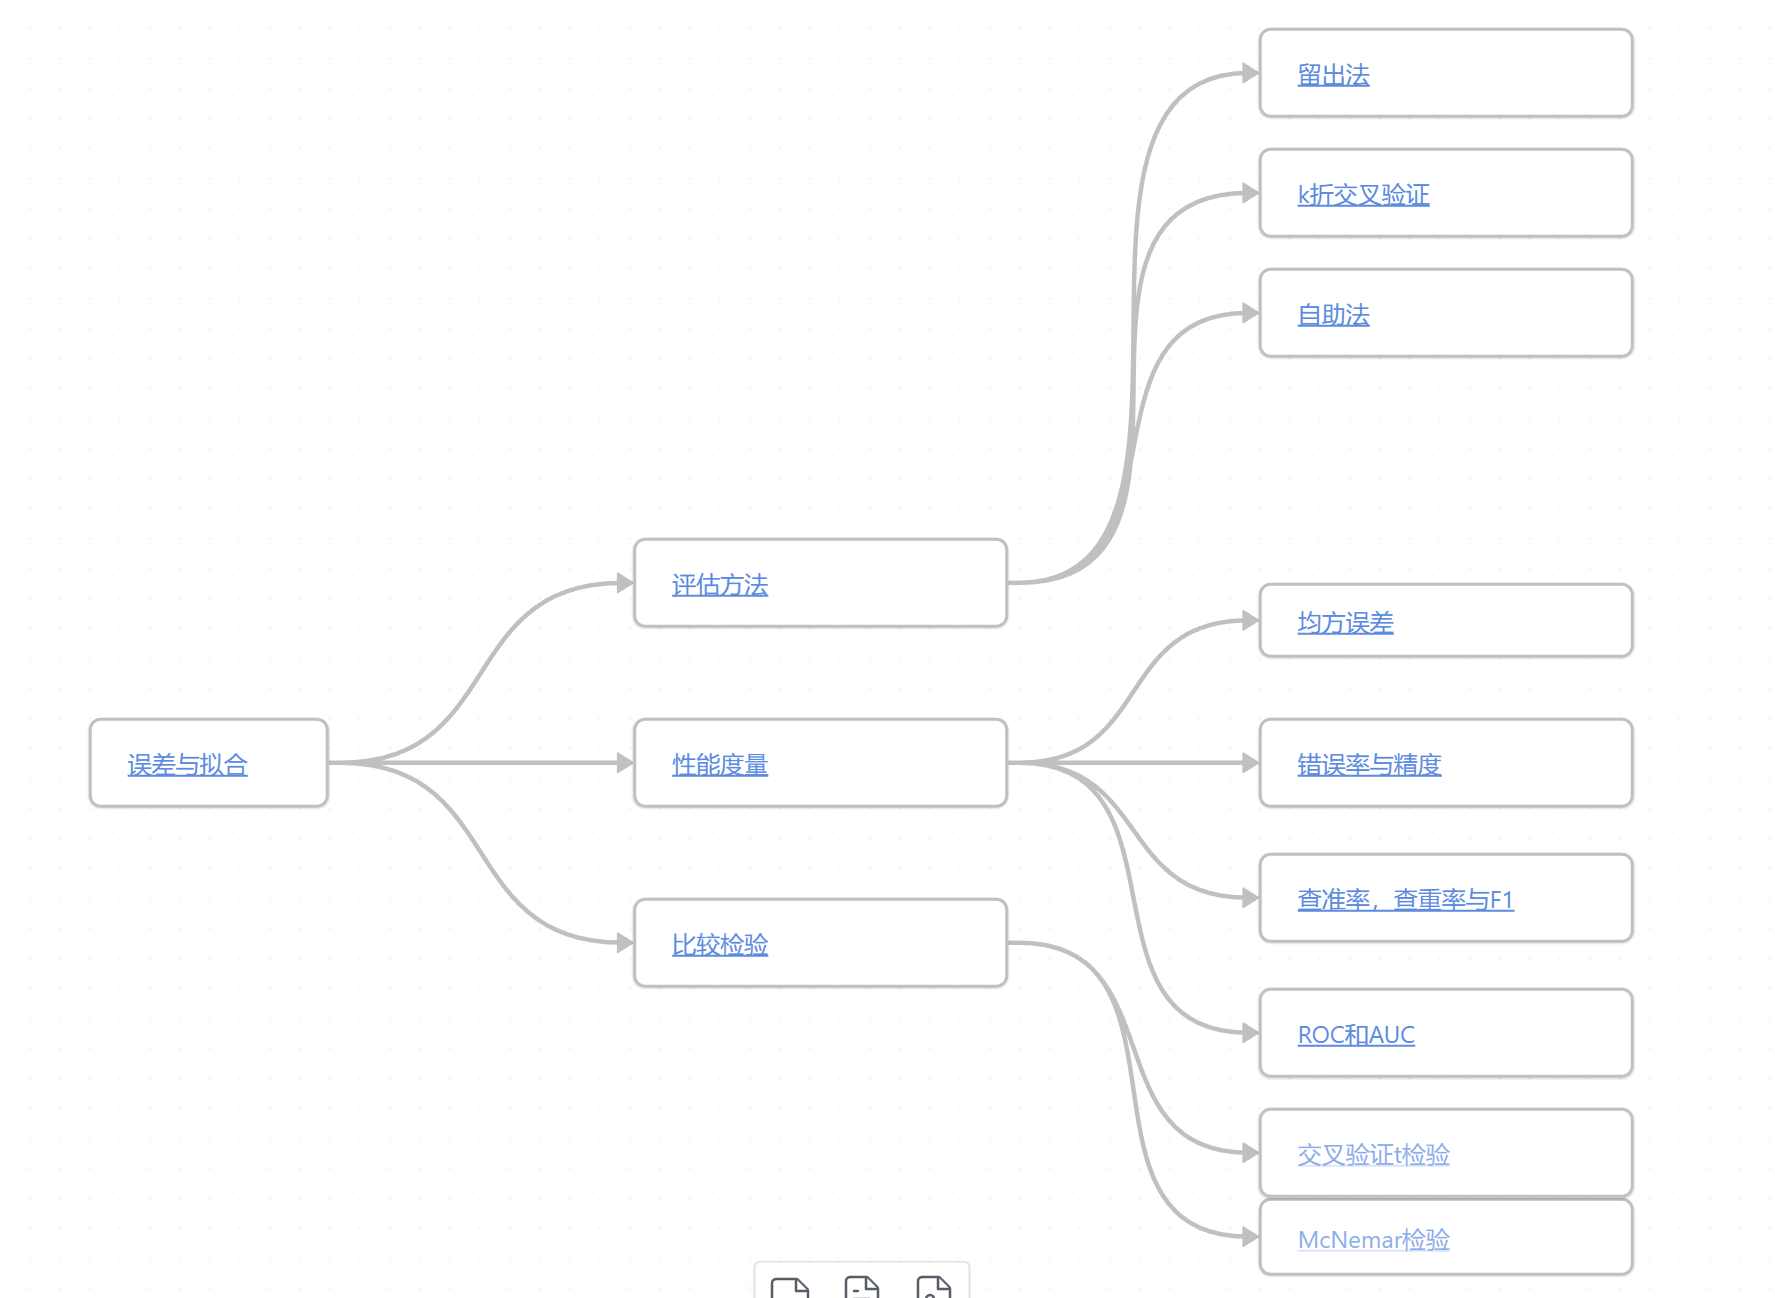 留出法
k折交叉验证
自助法
评估方法
均方误差
误差与拟合
性能度量
错误率与精度
查准率，查重率与F1
比较检验
ROC和AUC
交叉验证t检验
McNemar检验